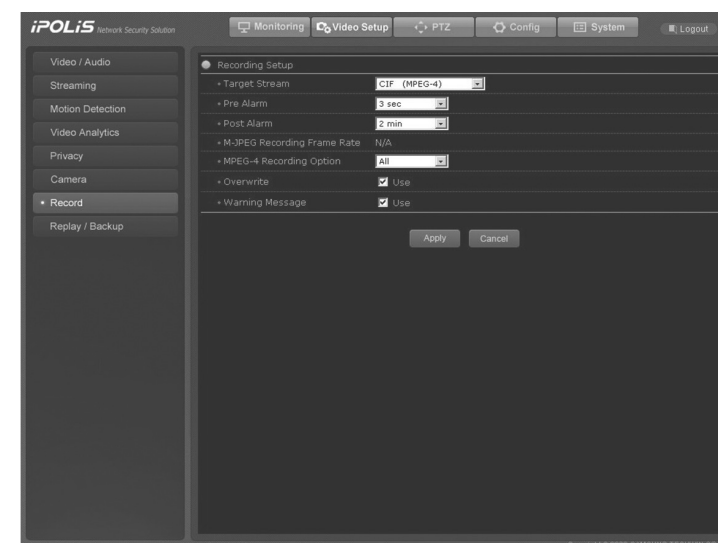 iPOLiS Network Security Solution
Monitoring Video Setup PTZ Config System Logout
Video / Audio
Streaming
Motion Detection
Video Analytics
Privacy
Camera
Record
Replay / Backup
Recording Setup
Target Stream CIF (MPEG-4)
Pre Alarm 3 sec
Post Alarm 2 min
M-JPEG Recording Frame Rate N/A
MPEG-4 Recording Option All
Overwrite Use
Warning Message Use
Apply Cancel